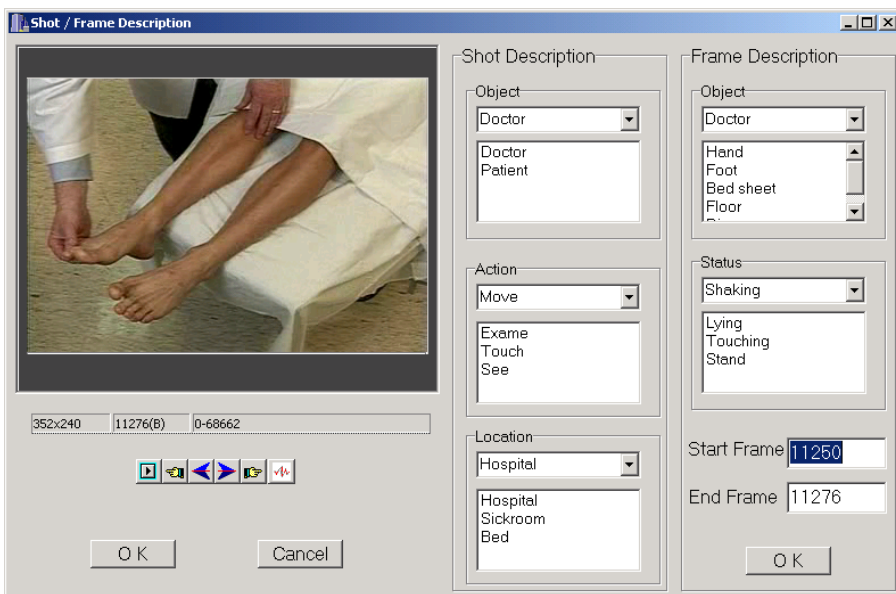 Shot / Frame Description
352x240 11276(B) 0-68662
O K Cancel
Shot Description
Object
Doctor
Doctor
Patient
Action
Move
Exame
Touch
See
Location
Hospital
Hospital
Sickroom
Bed
Frame Description
Object
Doctor
Hand
Foot
Bed sheet
Floor
Status
Shaking
Lying
Touching
Stand
Start Frame 11250
End Frame 11276
O K